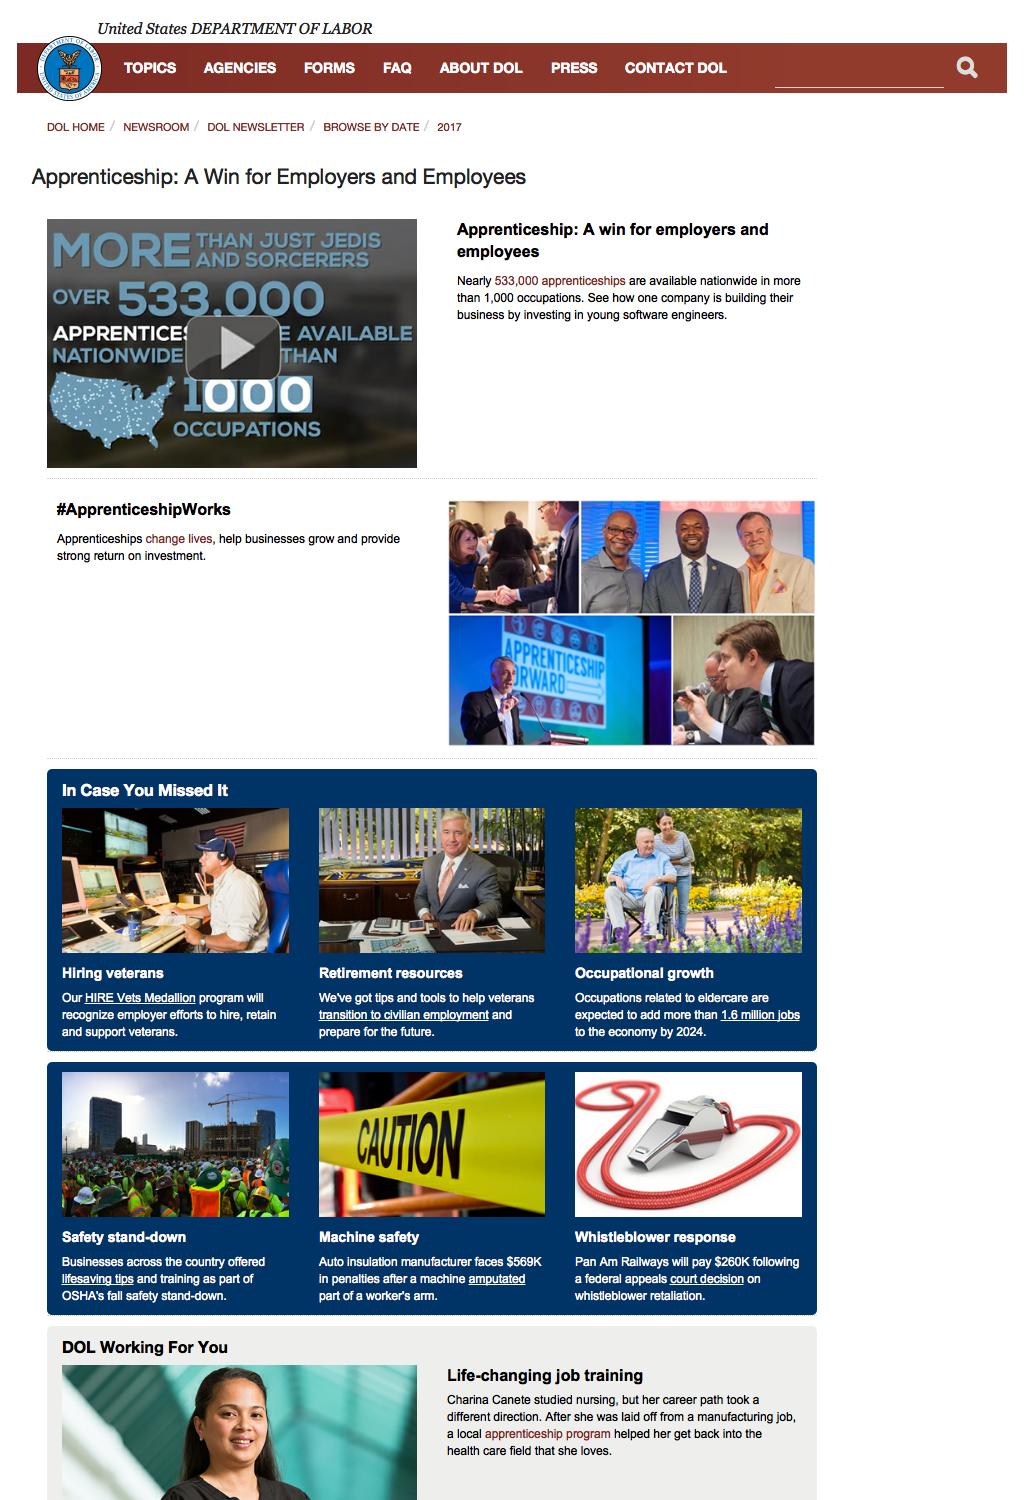 United States DEPARTMENT OF LABOR
TOPICS AGENCIES FORMS FAQ ABOUT DOL PRESS CONTACT DOL
DOL HOME / NEWSROOM / DOL NEWSLETTER / BROWSE BY DATE / 2017
Apprenticeship: A Win for Employers and Employees
MORE THAN JUST JEDIS
AND SORCERERS
OVER 533,000
APPRENTICES E AVAILABLE
NATIONWIDE THAN
1000
OCCUPATIONS
Apprenticeship: A win for employers and
employees
Nearly 533,000 apprenticeships are available nationwide in more
than 1,000 occupations. See how one company is building their
business by investing in young software engineers.
#ApprenticeshipWorks
Apprenticeships change lives, help businesses grow and provide
strong return on investment.
APPRENTICESHIP
ORWARD
In Case You Missed It
Hiring veterans
Our HIRE Vets Medallion program will
recognize employer efforts to hire, retain
and support veterans.
Retirement resources
We've got tips and tools to help veterans
transition to civilian employment and
prepare for the future.
Occupational growth
Occupations related to eldercare are
expected to add more than 1.6 million jobs
to the economy by 2024.
CAUTION
Safety stand-down
Businesses across the country offered
lifesaving tips and training as part of
OSHA's fall safety stand-down.
Machine safety
Auto insulation manufacturer faces $569K
in penalties after a machine amputated
part of a worker's arm.
Whistleblower response
Pan Am Railways will pay $260K following
a federal appeals court decision on
whistleblower retaliation.
DOL Working For You
Life-changing job training
Charina Canete studied nursing, but her career path took a
different direction. After she was laid off from a manufacturing job,
a local apprenticeship program helped her get back into the
health care field that she loves.